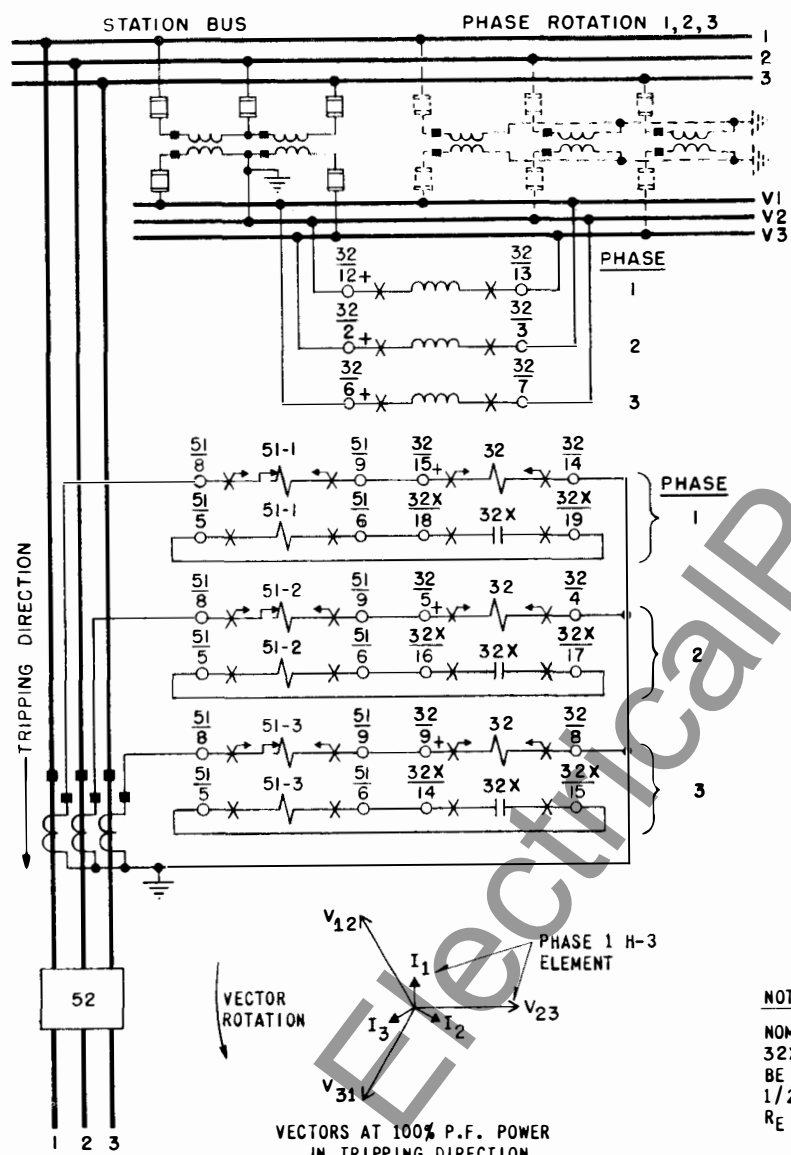 STATION BUS
PHASE ROTATION 1,2,3
1
2
3
V1
V2
V3
PHASE
32
12
+
32
13
1
32
2
+
32
3
2
32
6
+
32
7
3
51
8
51-1
51
9
32
15
+
32
32
14
PHASE
51
5
51-1
51
6
32X
18
32X
32X
19
1
51
8
51-2
51
9
32
5
+
32
32
4
51
5
51-2
51
6
32X
16
32X
32X
17
2
51
8
51-3
51
9
32
9
+
32
32
8
51
5
51-3
51
6
32X
14
32X
32X
15
3
TRIPPING DIRECTION
52
1 2 3
VECTOR
ROTATION
V12
V23
V31
I1
I2
I3
PHASE 1 H-3
ELEMENT
VECTORS AT 100% P.F. POWER
IN TRIPPING DIRECTION
NOT
NOM
32X
BE
1/2
RE
ElectricalP